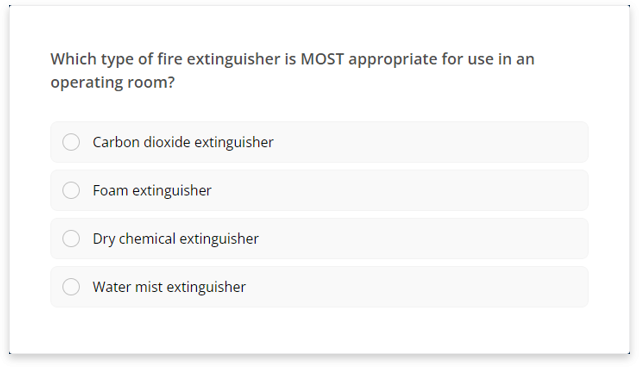 Which type of fire extinguisher is MOST appropriate for use in an
operating room?
Carbon dioxide extinguisher
Foam extinguisher
Dry chemical extinguisher
Water mist extinguisher